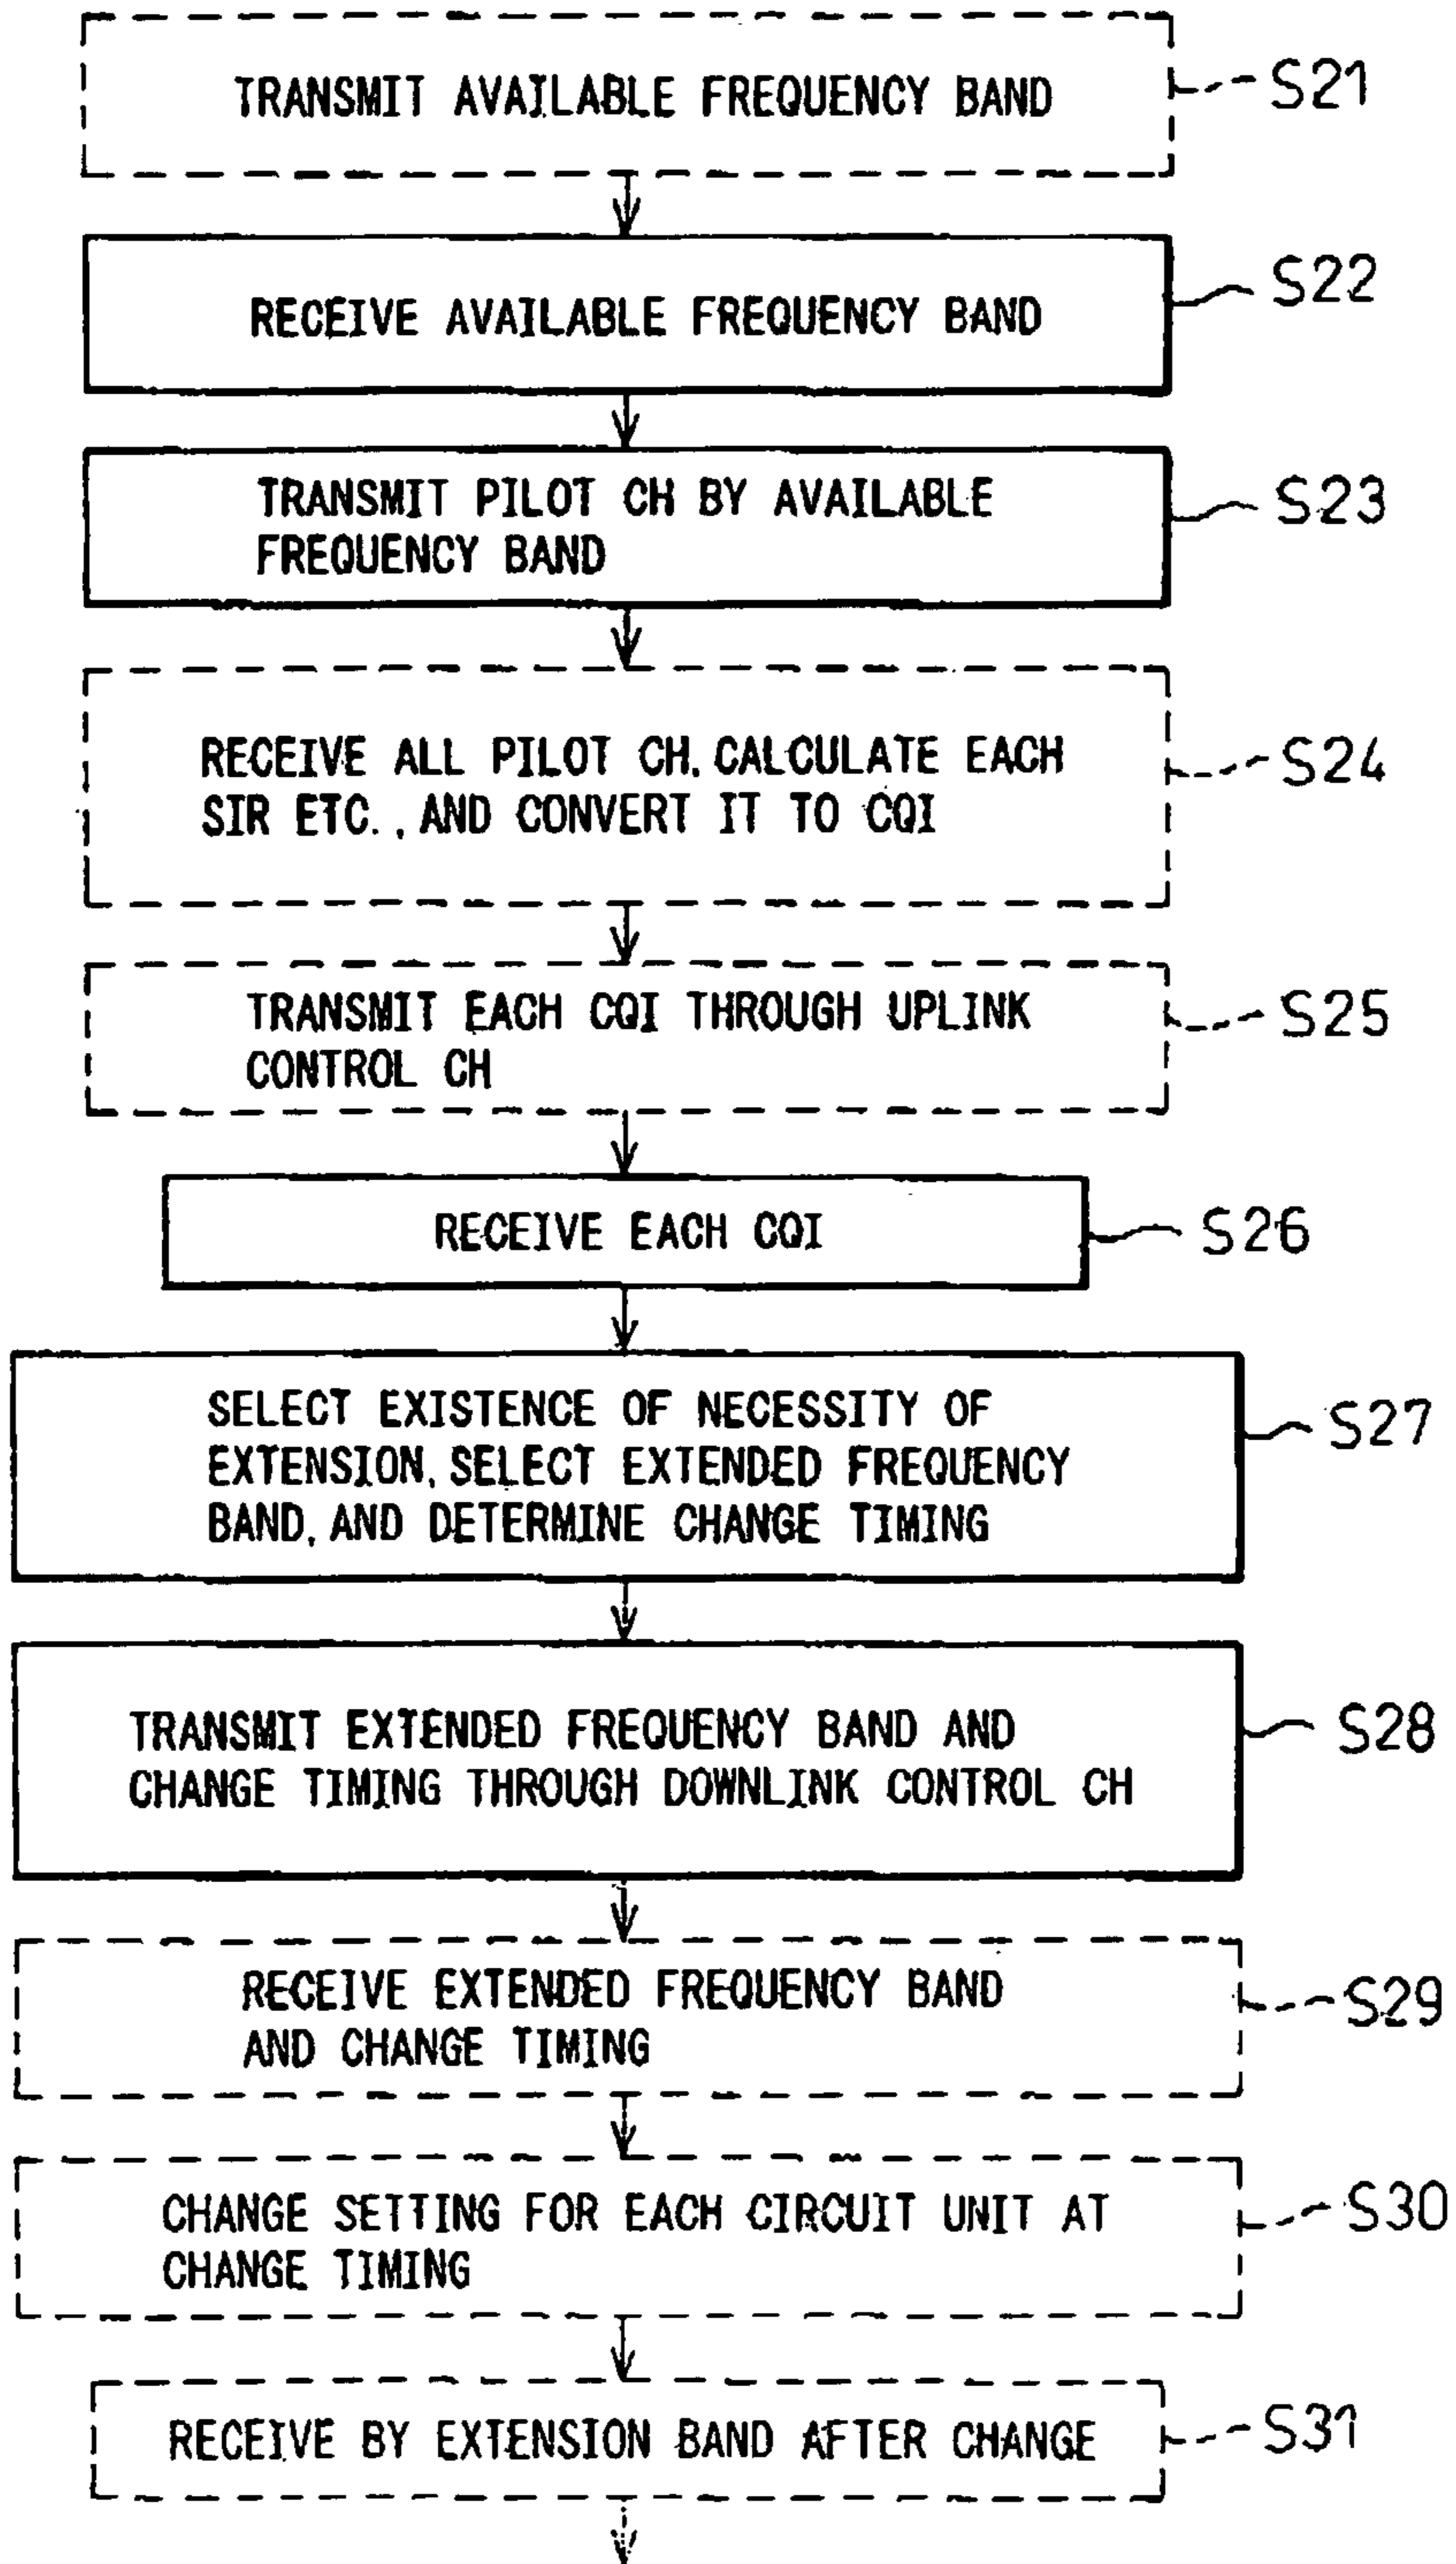 TRANSMIT AVAILABLE FREQUENCY BAND
S21
RECEIVE AVAILABLE FREQUENCY BAND
S22
TRANSMIT PILOT CH BY AVAILABLE
FREQUENCY BAND
S23
RECEIVE ALL PILOT CH, CALCULATE EACH
SIR ETC., AND CONVERT IT TO CQI
S24
TRANSMIT EACH CQI THROUGH UPLINK
CONTROL CH
S25
RECEIVE EACH CQI
S26
SELECT EXISTENCE OF NECESSITY OF
EXTENSION, SELECT EXTENDED FREQUENCY
BAND, AND DETERMINE CHANGE TIMING
S27
TRANSMIT EXTENDED FREQUENCY BAND AND
CHANGE TIMING THROUGH DOWNLINK CONTROL CH
S28
RECEIVE EXTENDED FREQUENCY BAND
AND CHANGE TIMING
S29
CHANGE SETTING FOR EACH CIRCUIT UNIT AT
CHANGE TIMING
S30
RECEIVE BY EXTENSION BAND AFTER CHANGE
S31